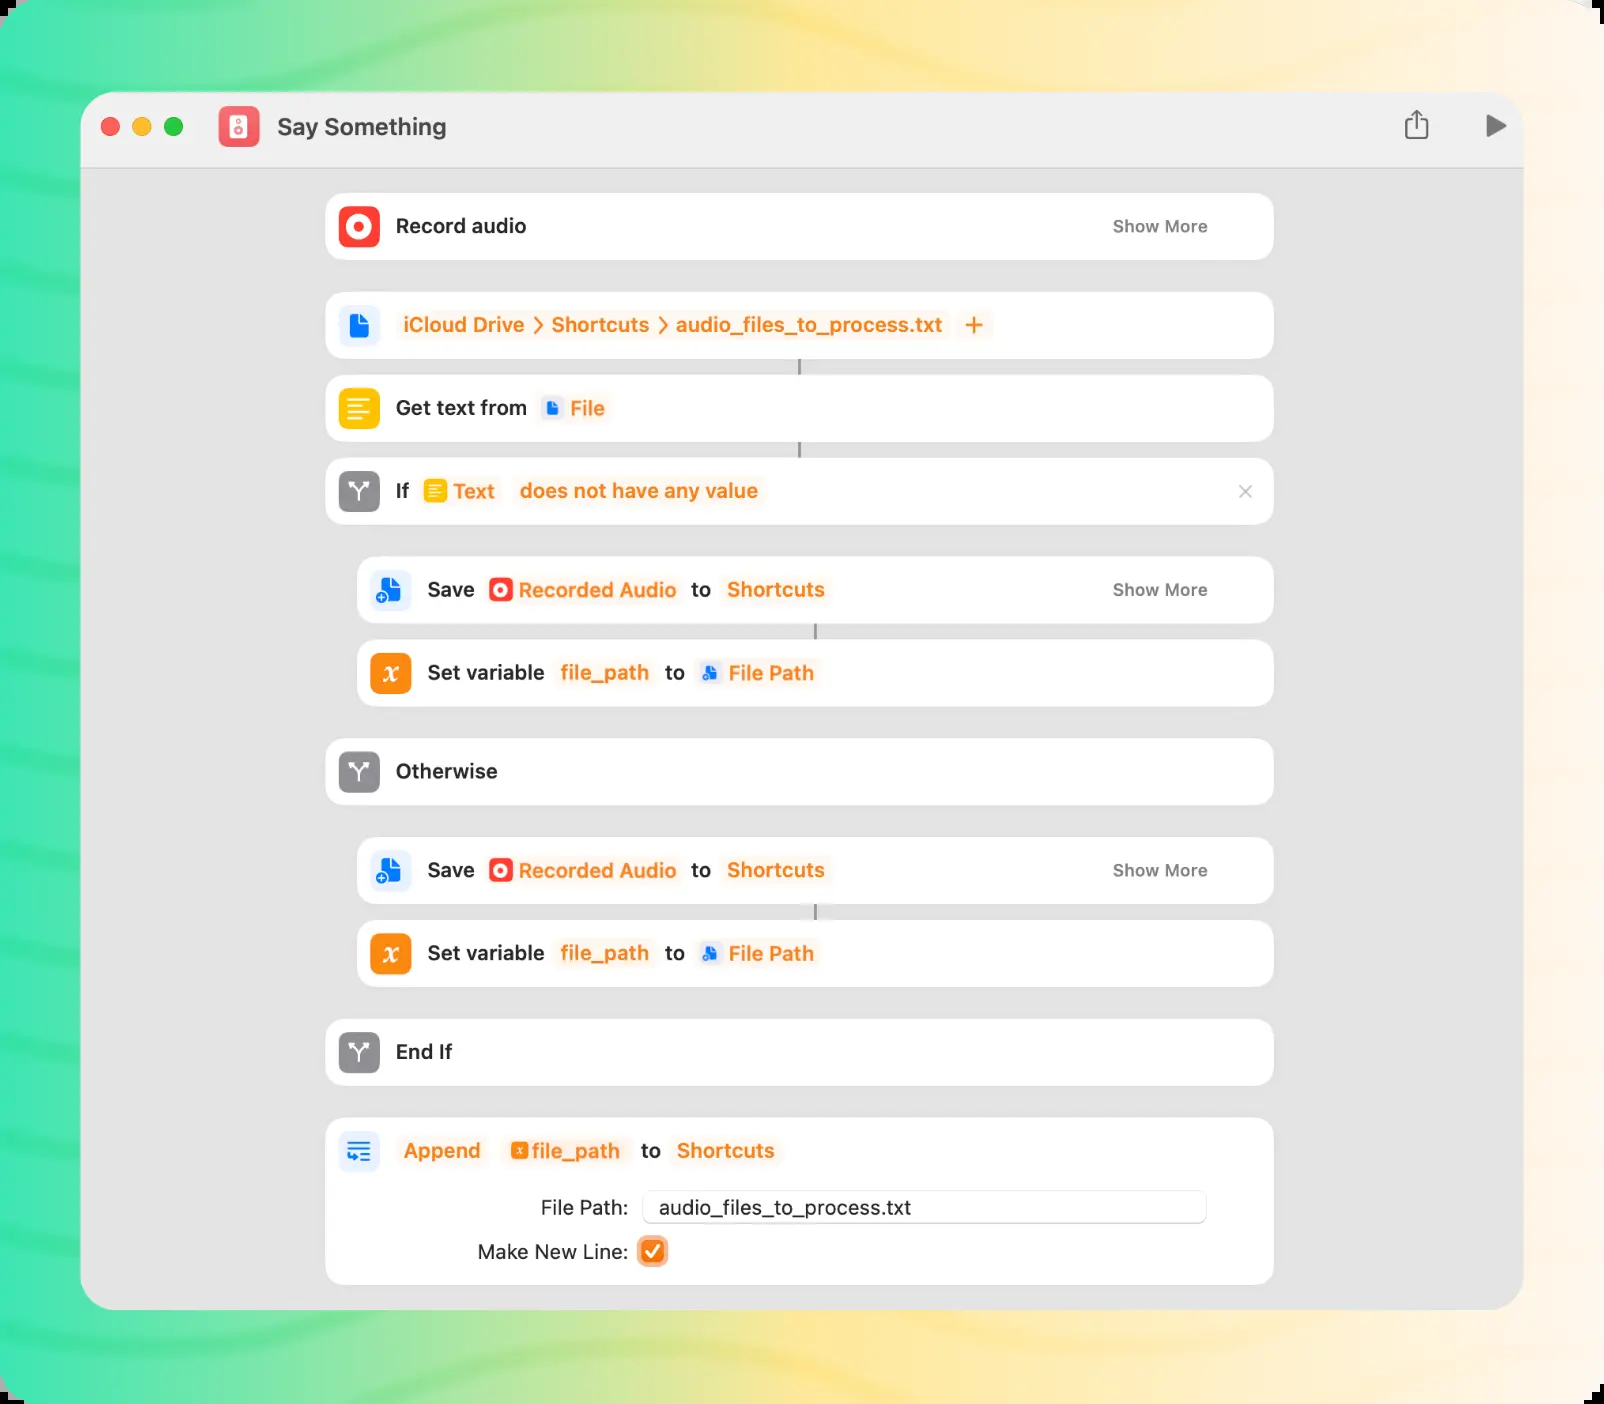 Say Something
Record audio Show More
iCloud Drive > Shortcuts > audio_files_to_process.txt +
Get text from File
If Text does not have any value
Save Recorded Audio to Shortcuts Show More
x Set variable file_path to File Path
Otherwise
Save Recorded Audio to Shortcuts Show More
x Set variable file_path to File Path
End If
Append x file_path to Shortcuts
File Path: audio_files_to_process.txt
Make New Line: